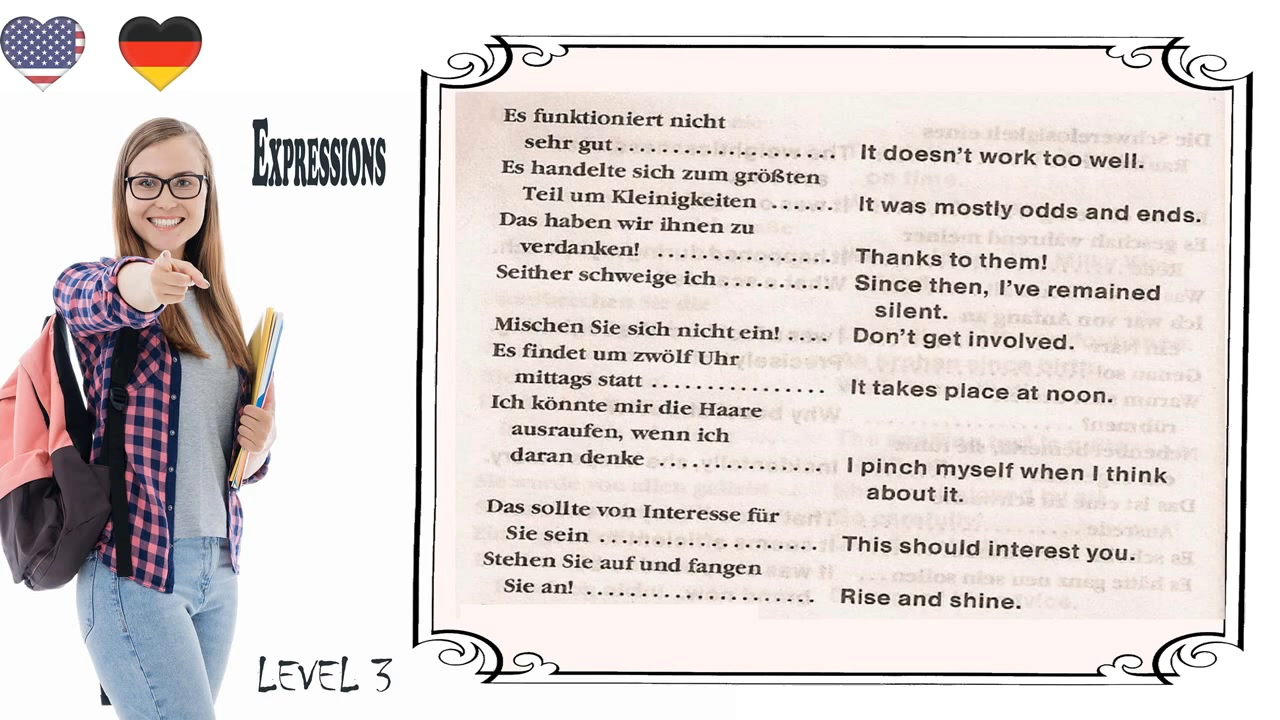 EXPRESSIONS
Es funktioniert nicht
sehr gut . . . . . . . . . . . . . . . . . . . It doesn't work too well.
Es handelte sich zum größten
Teil um Kleinigkeiten . . . . . . It was mostly odds and ends.
Das haben wir ihnen zu
verdanken! . . . . . . . . . . . . . . . Thanks to them!
Seither schweige ich . . . . . . . . . . Since then, I've remained
silent.
Mischen Sie sich nicht ein! . . . . Don't get involved.
Es findet um zwölf Uhr
mittags statt . . . . . . . . . . . . . . . It takes place at noon.
Ich könnte mir die Haare
ausraufen, wenn ich
daran denke . . . . . . . . . . . . . . I pinch myself when I think
about it.
Das sollte von Interesse für
Sie sein . . . . . . . . . . . . . . . . . . . This should interest you.
Stehen Sie auf und fangen
Sie an! . . . . . . . . . . . . . . . . . . . . Rise and shine.
LEVEL 3